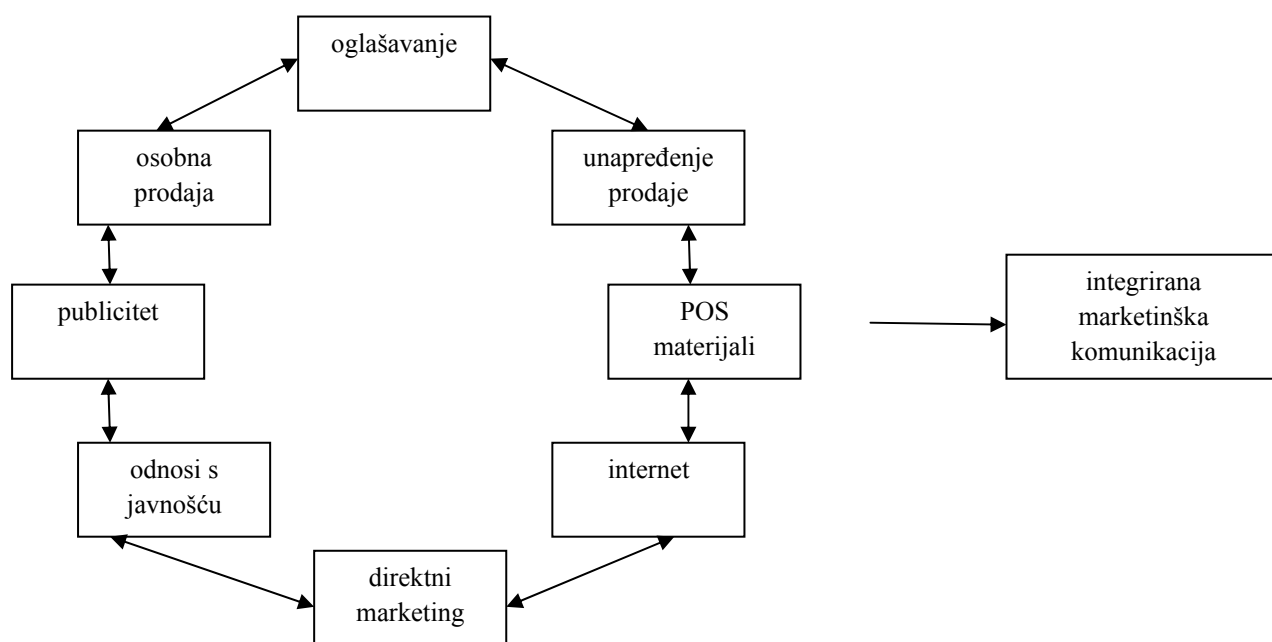 oglašavanje
osobna
prodaja
unapređenje
prodaje
publicitet
POS
materijali
integrirana
marketinška
komunikacija
odnosi s
javnošću
internet
direktni
marketing